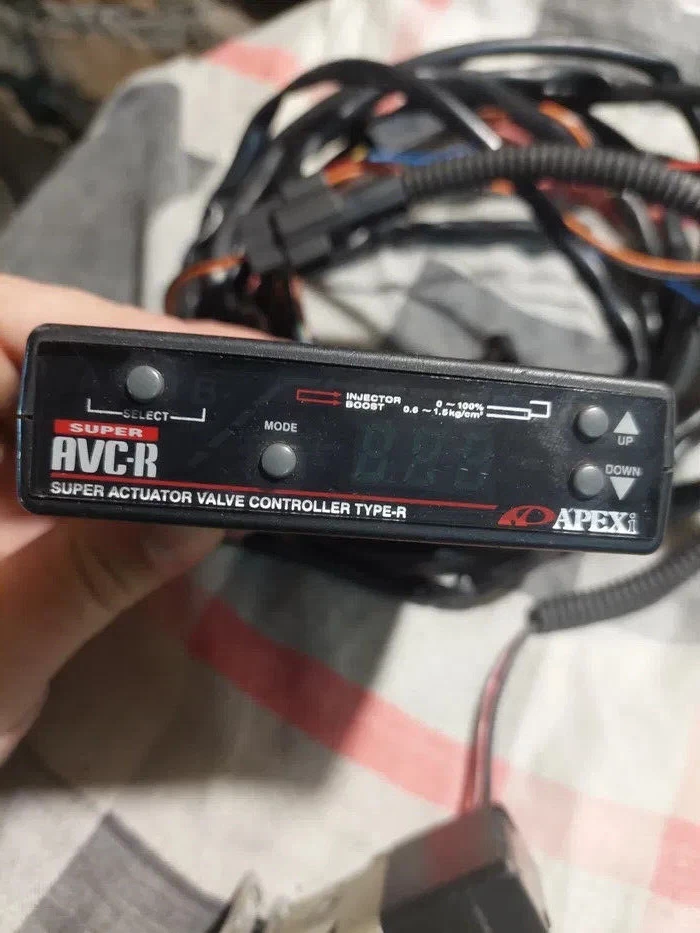 SELECT
SUPER
AVC-R
MODE
INJECTOR 0~100%
BOOST 0.6~1.5kg/cm²
UP
DOWN
SUPER ACTUATOR VALVE CONTROLLER TYPE-R
APEXi